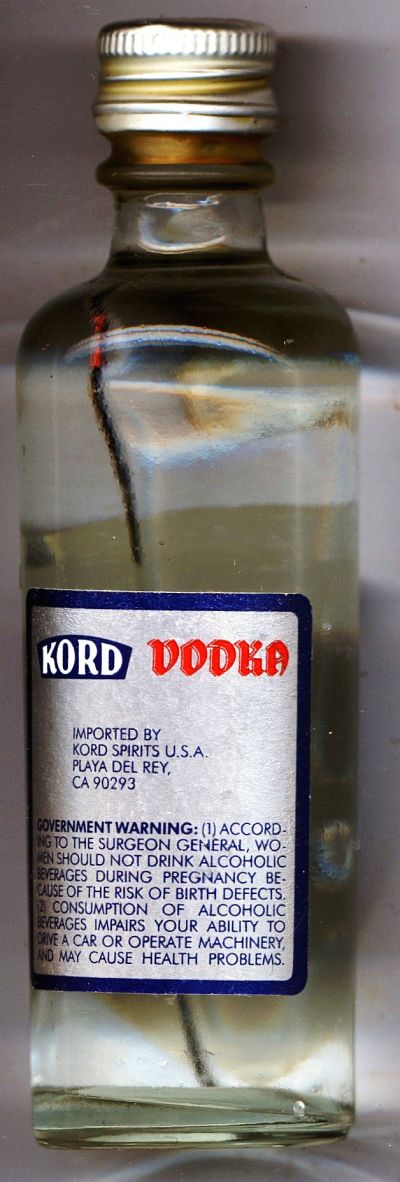 KORD VODKA
IMPORTED BY
KORD SPIRITS U.S.A.
PLAYA DEL REY,
CA 90293
GOVERNMENT WARNING: (1) ACCORD-
ING TO THE SURGEON GENERAL, WO-
MEN SHOULD NOT DRINK ALCOHOLIC
BEVERAGES DURING PREGNANCY BE-
CAUSE OF THE RISK OF BIRTH DEFECTS.
(2) CONSUMPTION OF ALCOHOLIC
BEVERAGES IMPAIRS YOUR ABILITY TO
DRIVE A CAR OR OPERATE MACHINERY,
AND MAY CAUSE HEALTH PROBLEMS.